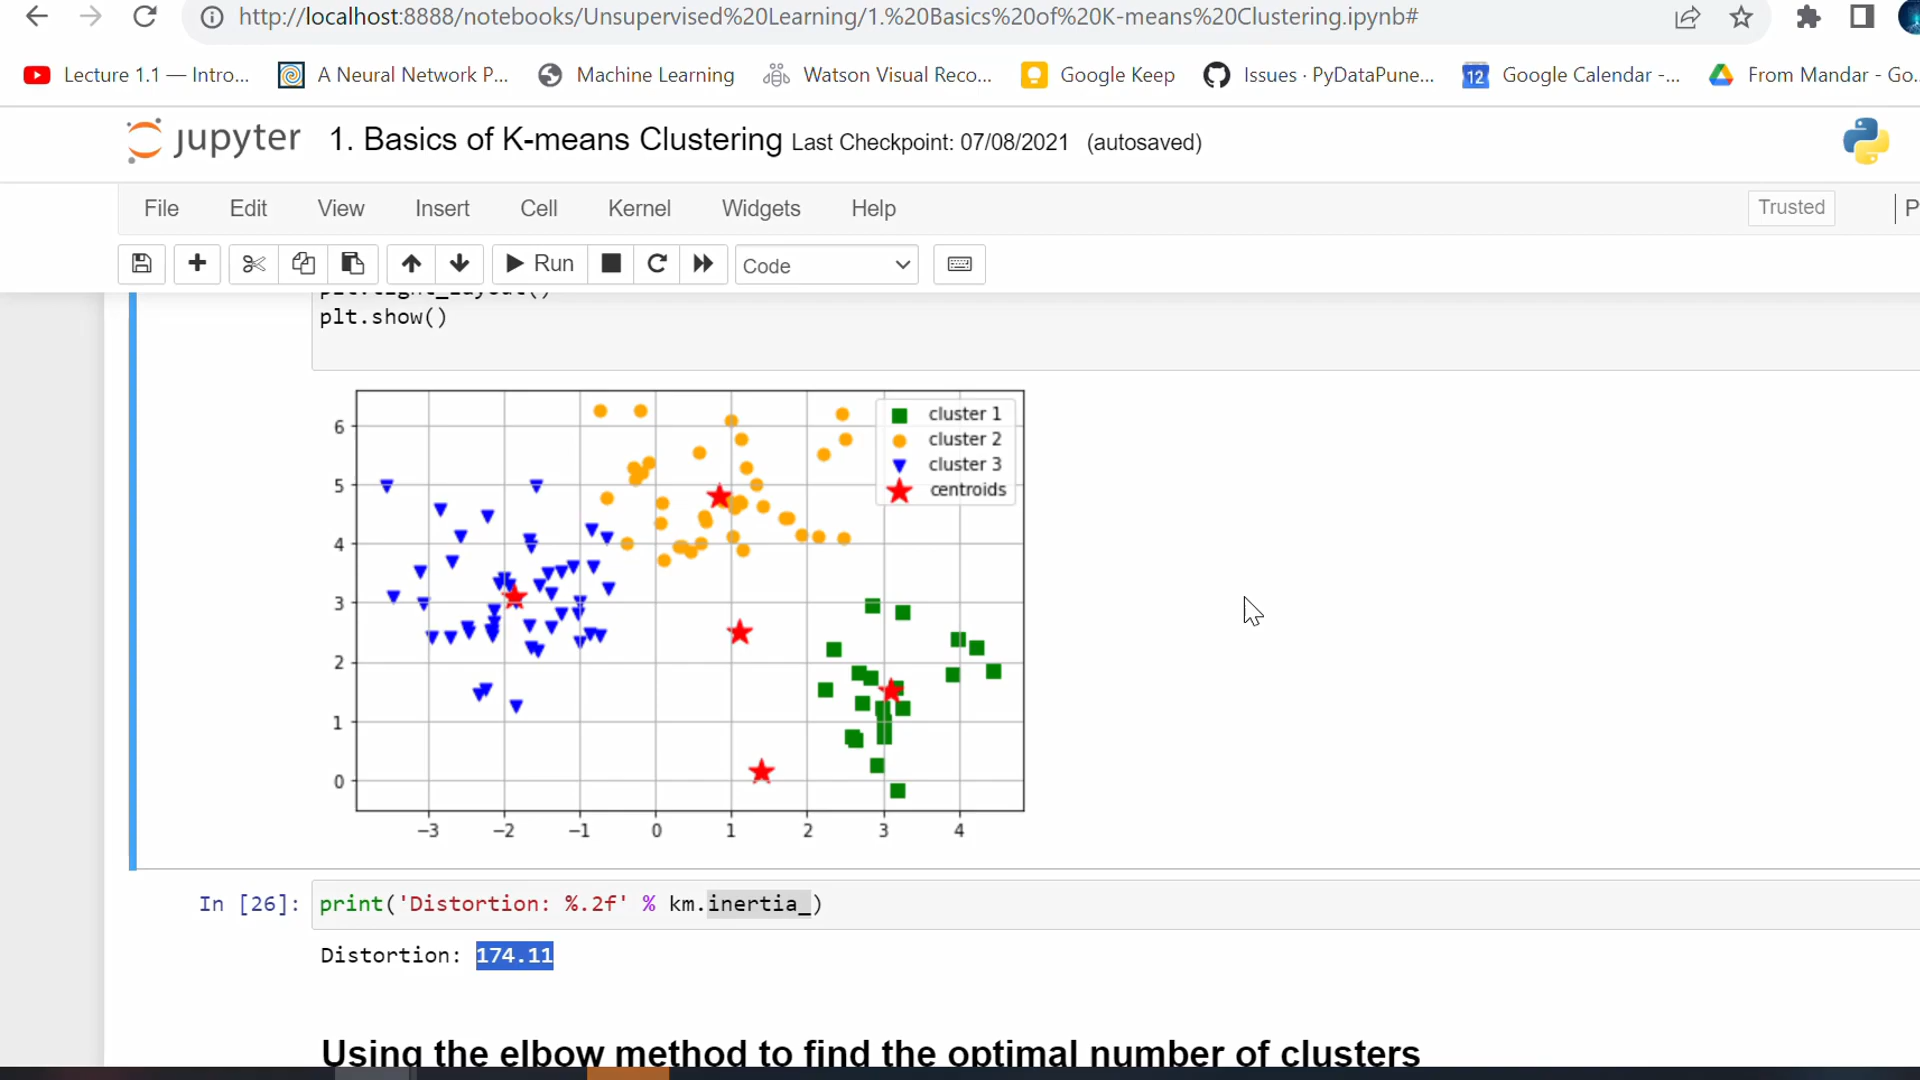 http://localhost:8888/notebooks/Unsupervised%20Learning/1.%20Basics%20of%20K-means%20Clustering.ipynb#
Lecture 1.1 — Intro... A Neural Network P... Machine Learning Watson Visual Reco... Google Keep Issues · PyDataPune... 12 Google Calendar -... From Mandar - Go...
jupyter 1. Basics of K-means Clustering Last Checkpoint: 07/08/2021 (autosaved)
File Edit View Insert Cell Kernel Widgets Help Trusted P
Run Code
plt.tight_layout()
plt.show()
cluster 1
cluster 2
cluster 3
centroids
6
5
4
3
2
1
0
−3 −2 −1 0 1 2 3 4
In [26]: print('Distortion: %.2f' % km.inertia_)
Distortion: 174.11
Using the elbow method to find the optimal number of clusters